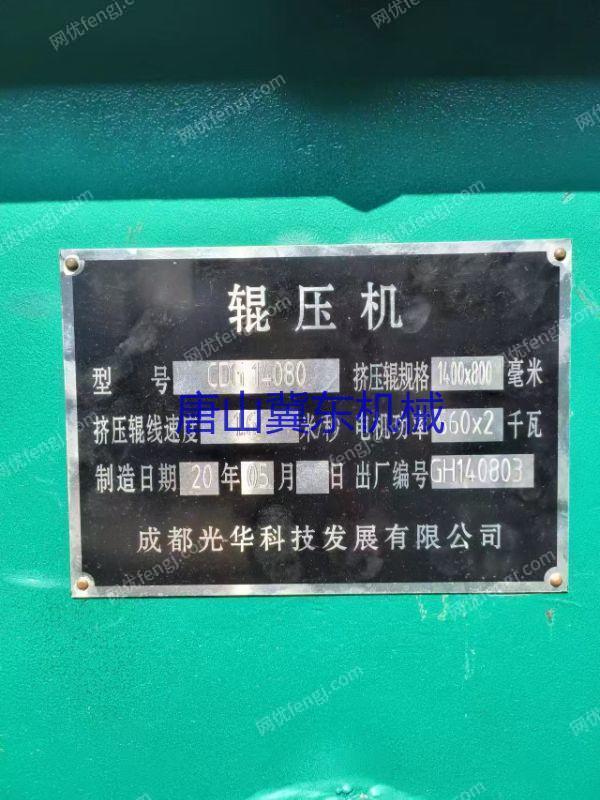 辊压机
型 号 CDG14080 挤压辊规格 1400x800 毫米
唐山冀东机械
挤压辊线速度 米/秒 电机功率 60x2 千瓦
制造日期 20 年 05 月 日 出厂编号 GH140803
成都光华科技发展有限公司
网优fengj.com